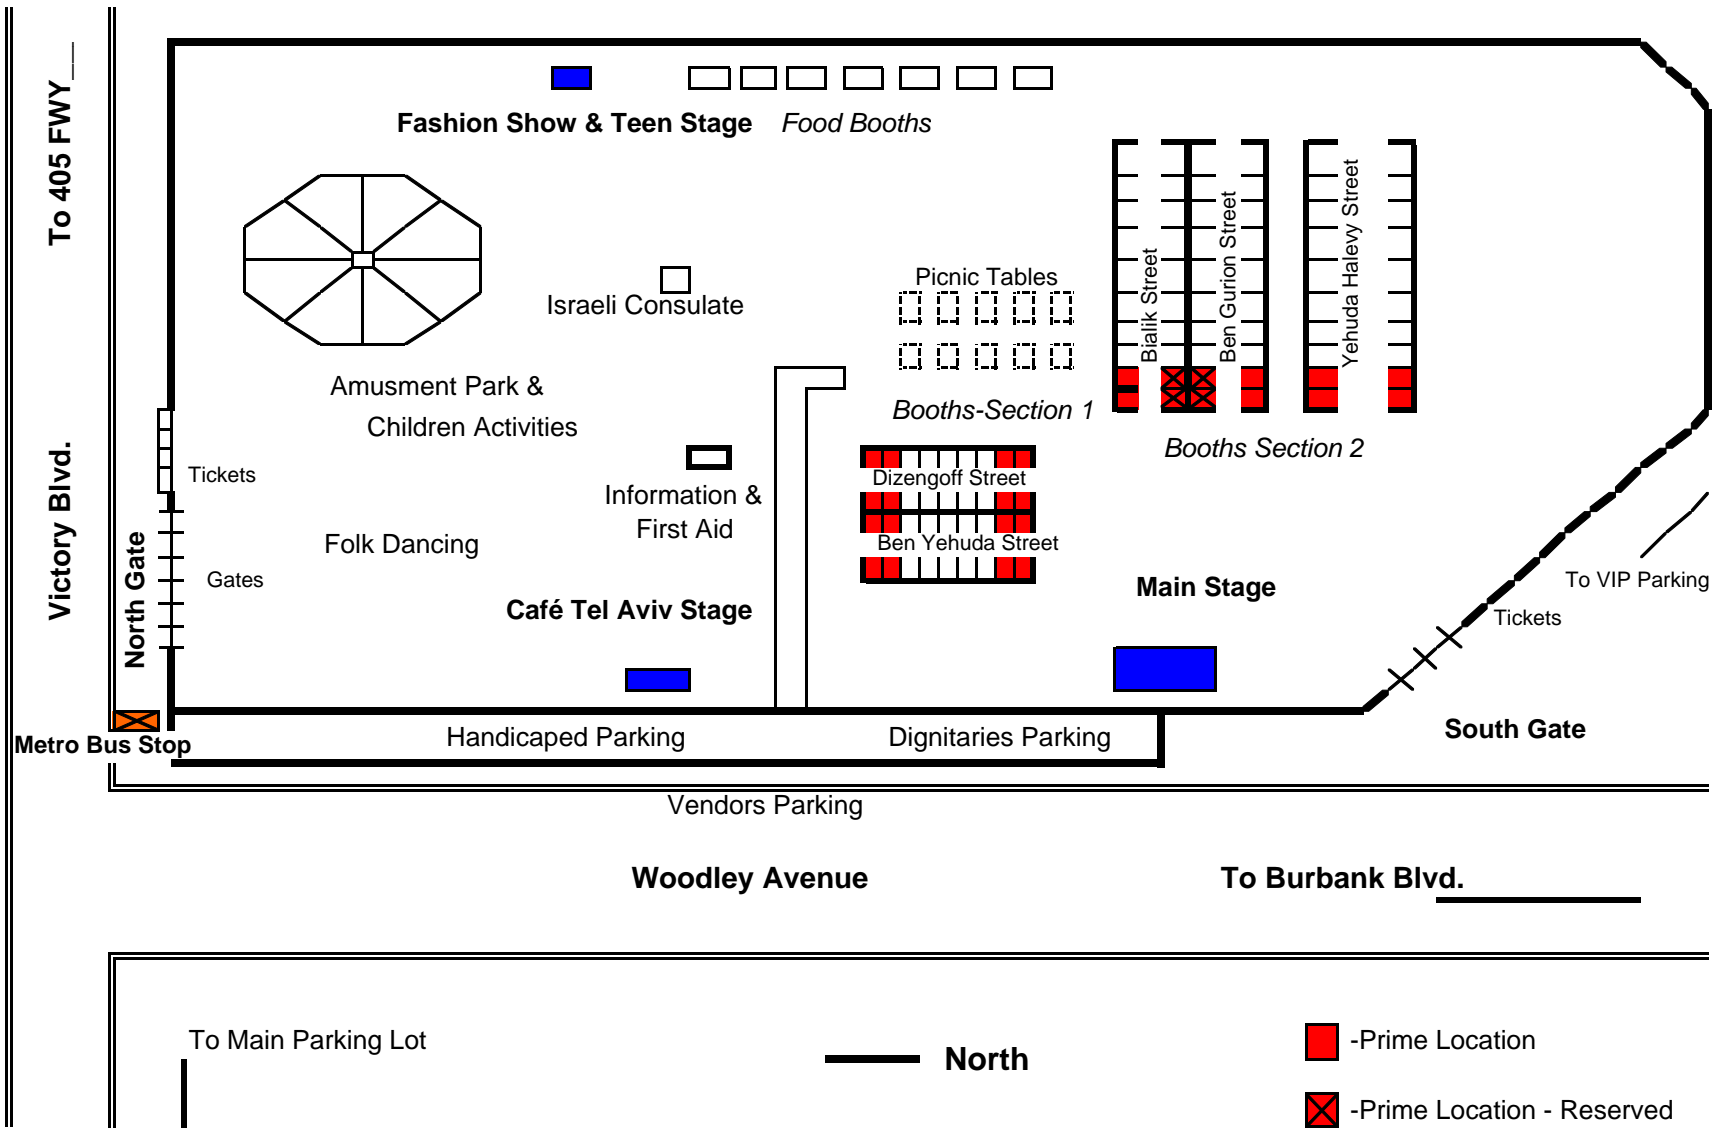 To 405 FWY__
Fashion Show & Teen Stage
Food Booths
Bialik Street
Ben Gurion Street
Yehuda Halevy Street
Picnic Tables
Israeli Consulate
Amusment Park &
Children Activities
Booths-Section 1
Booths Section 2
Victory Blvd.
Tickets
Dizengoff Street
Information &
First Aid
North Gate
Folk Dancing
Ben Yehuda Street
Gates
To VIP Parking
Main Stage
Café Tel Aviv Stage
Tickets
Metro Bus Stop
Handicaped Parking
Dignitaries Parking
South Gate
Vendors Parking
Woodley Avenue
To Burbank Blvd.
To Main Parking Lot
North
-Prime Location
-Prime Location - Reserved